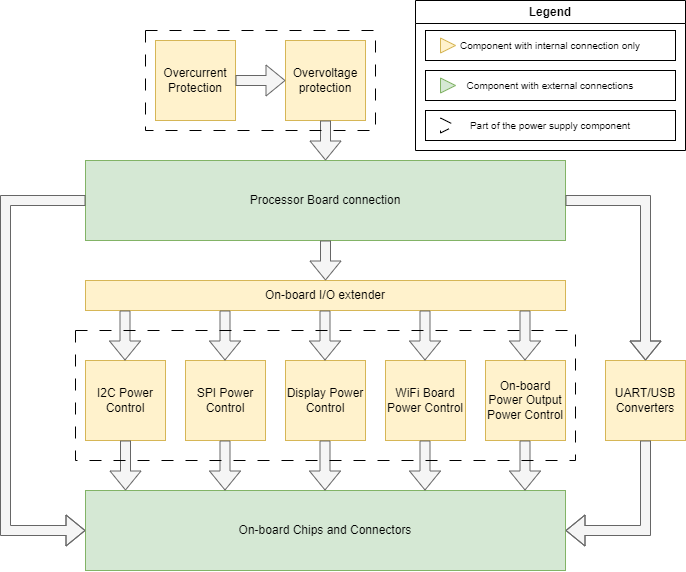 Legend
Component with internal connection only
Component with external connections
Part of the power supply component
Overcurrent
Protection
Overvoltage
protection
Processor Board connection
On-board I/O extender
I2C Power
Control
SPI Power
Control
Display Power
Control
WiFi Board
Power Control
On-board
Power Output
Power Control
UART/USB
Converters
On-board Chips and Connectors